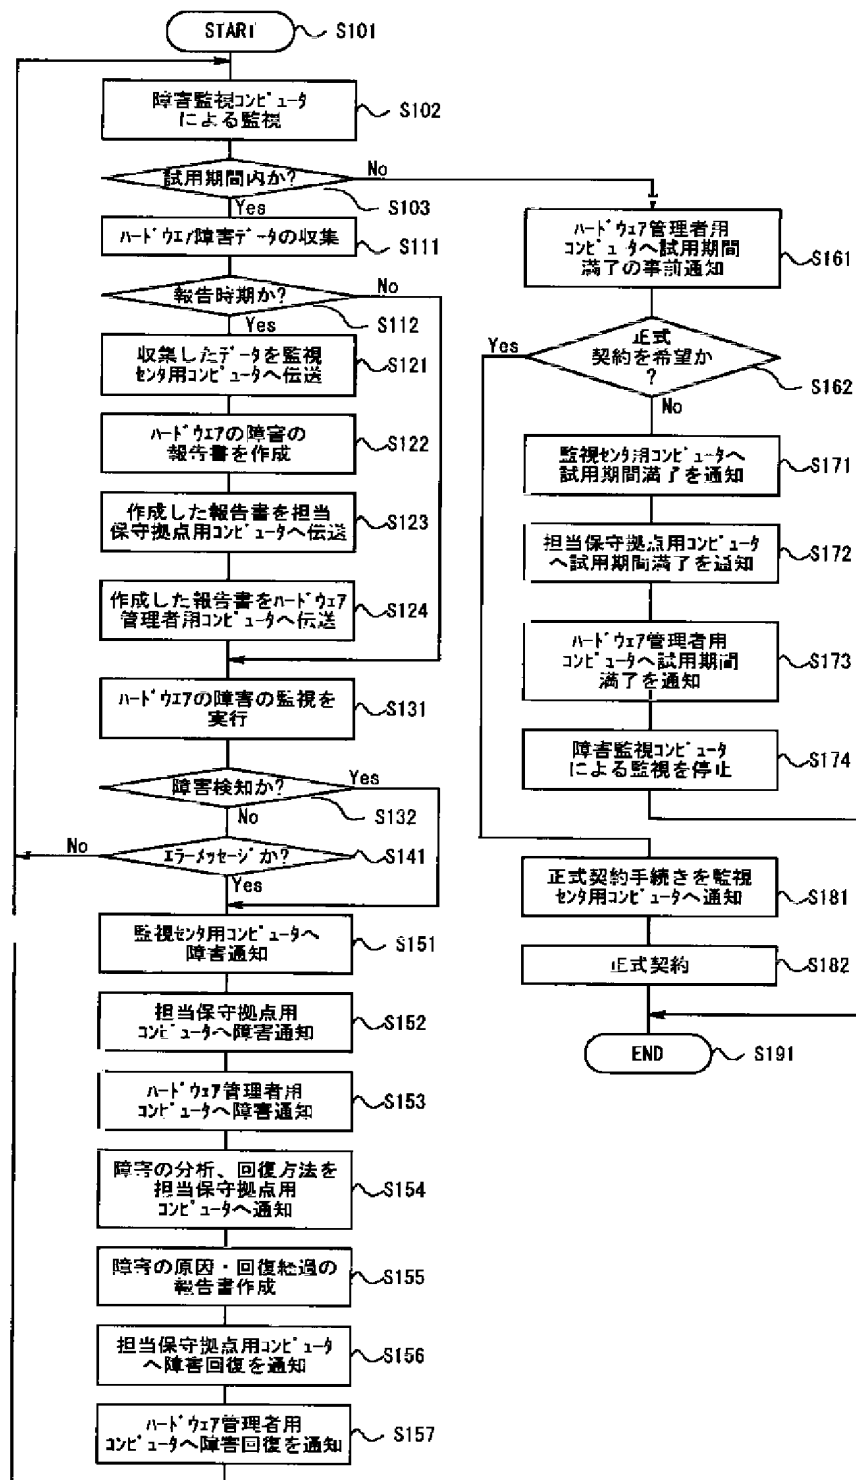 START
S101
障害監視ｺﾝﾋﾟｭｰﾀ
による監視
S102
試用期間内か?
No
S103
Yes
ﾊｰﾄﾞｳｴｱ障害データの収集
S111
報告時期か?
No
S112
Yes
収集したデータを監視
ｾﾝﾀ用ｺﾝﾋﾟｭｰﾀへ伝送
S121
ﾊｰﾄﾞｳｴｱの障害の
報告書を作成
S122
作成した報告書を担当
保守拠点用ｺﾝﾋﾟｭｰﾀへ伝送
S123
作成した報告書をﾊｰﾄﾞｳｪｱ
管理者用ｺﾝﾋﾟｭｰﾀへ伝送
S124
ﾊｰﾄﾞｳｴｱの障害の監視を
実行
S131
障害検知か?
Yes
S132
No
ｴﾗｰﾒｯｾｰｼﾞか?
No
S141
Yes
監視ｾﾝﾀ用ｺﾝﾋﾟｭｰﾀへ
障害通知
S151
担当保守拠点用
ｺﾝﾋﾟｭｰﾀへ障害通知
S152
ﾊｰﾄﾞｳｪｱ管理者用
ｺﾝﾋﾟｭｰﾀへ障害通知
S153
障害の分析、回復方法を
担当保守拠点用
ｺﾝﾋﾟｭｰﾀへ通知
S154
障害の原因・回復経過の
報告書作成
S155
担当保守拠点用ｺﾝﾋﾟｭｰﾀ
へ障害回復を通知
S156
ﾊｰﾄﾞｳｪｱ管理者用
ｺﾝﾋﾟｭｰﾀへ障害回復を通知
S157
ﾊｰﾄﾞｳｪｱ管理者用
ｺﾝﾋﾟｭｰﾀへ試用期間
満了の事前通知
S161
正式
契約を希望か
?
Yes
S162
No
監視ｾﾝﾀ用ｺﾝﾋﾟｭｰﾀへ
試用期間満了を通知
S171
担当保守拠点用ｺﾝﾋﾟｭｰﾀ
へ試用期間満了を通知
S172
ﾊｰﾄﾞｳｪｱ管理者用
ｺﾝﾋﾟｭｰﾀへ試用期間
満了を通知
S173
障害監視ｺﾝﾋﾟｭｰﾀ
による監視を停止
S174
正式契約手続きを監視
ｾﾝﾀ用ｺﾝﾋﾟｭｰﾀへ通知
S181
正式契約
S182
END
S191